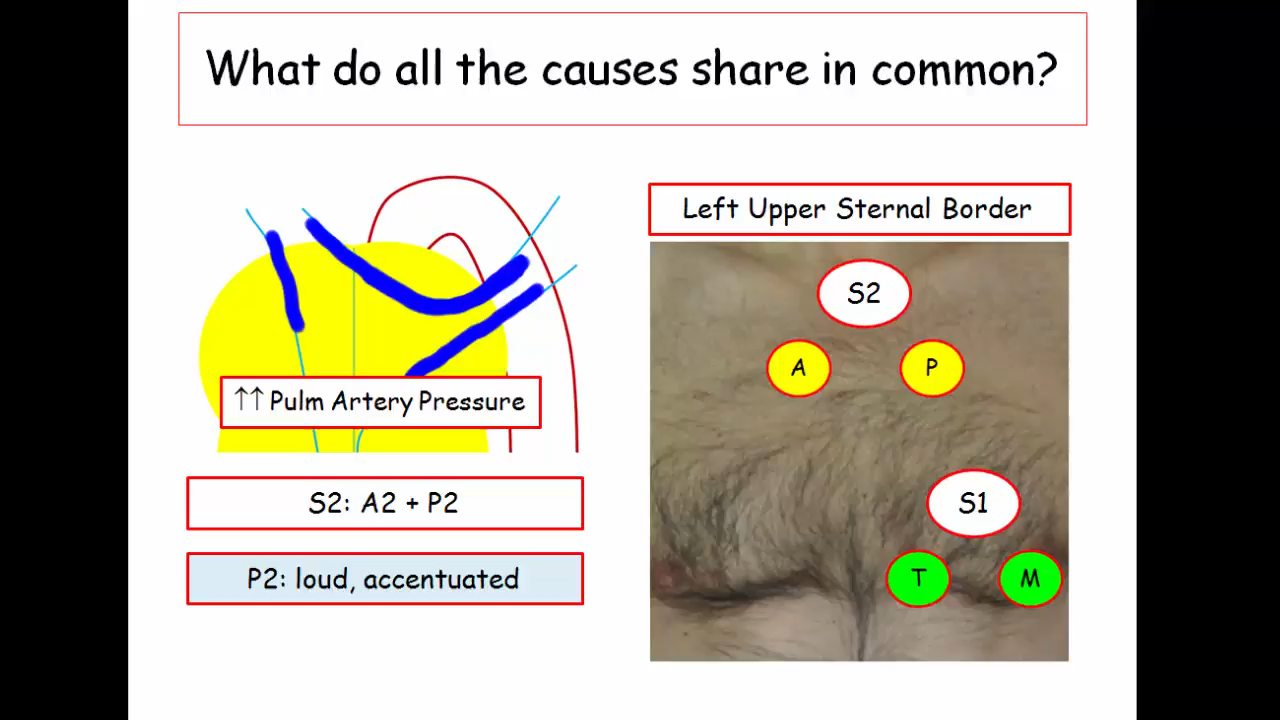 What do all the causes share in common?
Left Upper Sternal Border
S2
A
P
↑↑ Pulm Artery Pressure
S2: A2 + P2
S1
P2: loud, accentuated
T
M